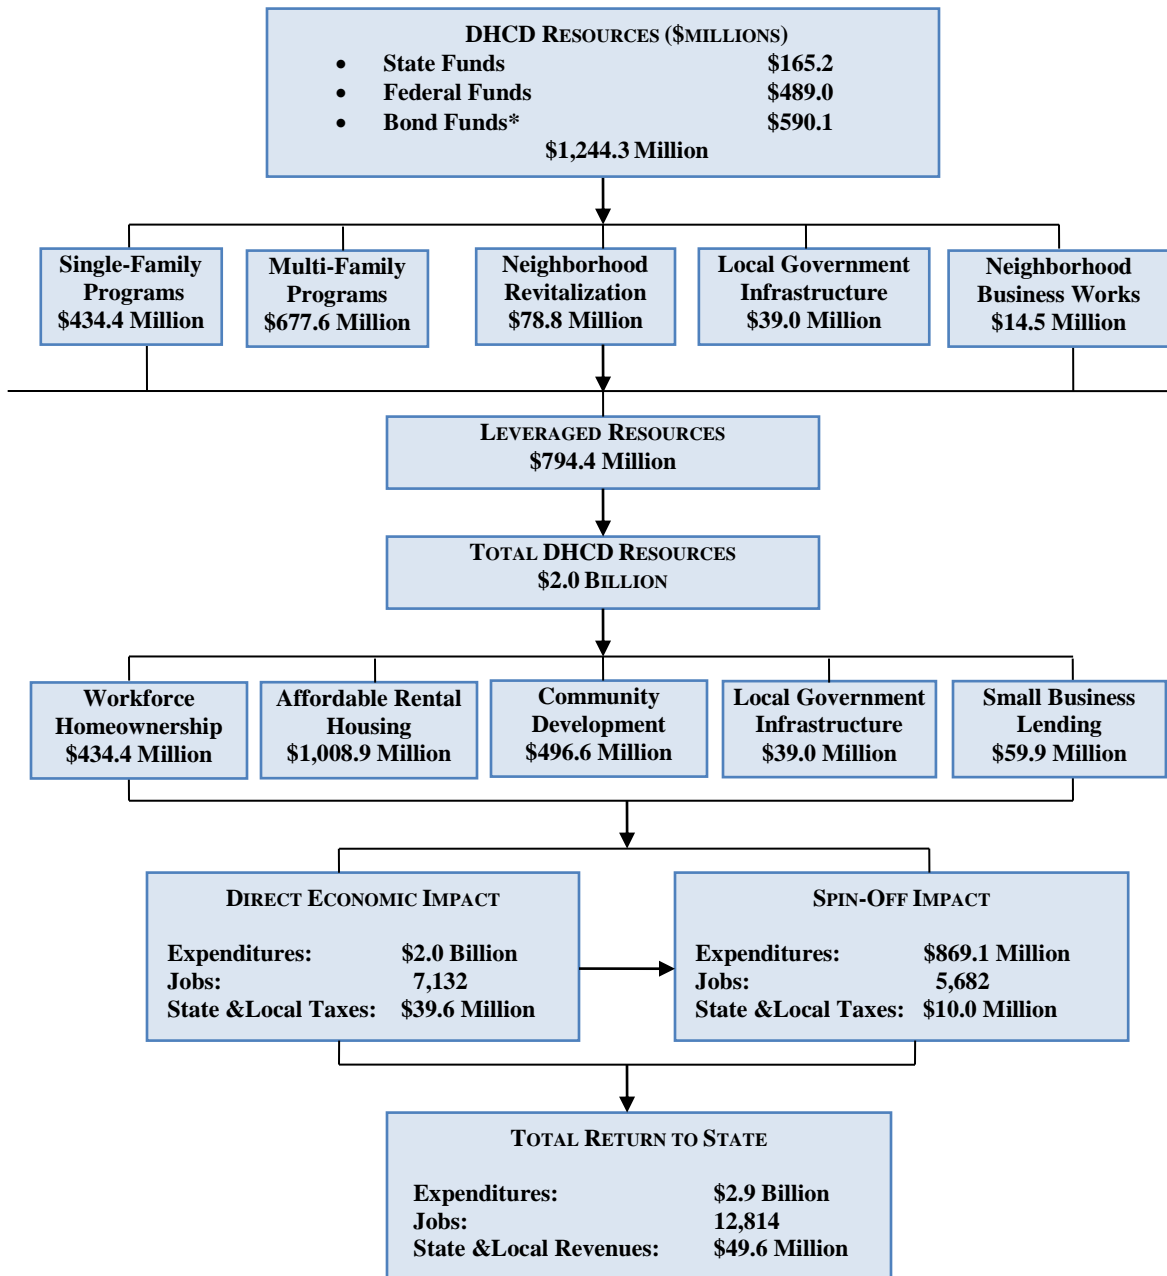 DHCD RESOURCES ($MILLIONS)
• State Funds $165.2
• Federal Funds $489.0
• Bond Funds* $590.1
$1,244.3 Million
Single-Family
Programs
$434.4 Million
Multi-Family
Programs
$677.6 Million
Neighborhood
Revitalization
$78.8 Million
Local Government
Infrastructure
$39.0 Million
Neighborhood
Business Works
$14.5 Million
LEVERAGED RESOURCES
$794.4 Million
TOTAL DHCD RESOURCES
$2.0 BILLION
Workforce
Homeownership
$434.4 Million
Affordable Rental
Housing
$1,008.9 Million
Community
Development
$496.6 Million
Local Government
Infrastructure
$39.0 Million
Small Business
Lending
$59.9 Million
DIRECT ECONOMIC IMPACT
Expenditures: $2.0 Billion
Jobs: 7,132
State &Local Taxes: $39.6 Million
SPIN-OFF IMPACT
Expenditures: $869.1 Million
Jobs: 5,682
State &Local Taxes: $10.0 Million
TOTAL RETURN TO STATE
Expenditures: $2.9 Billion
Jobs: 12,814
State &Local Revenues: $49.6 Million